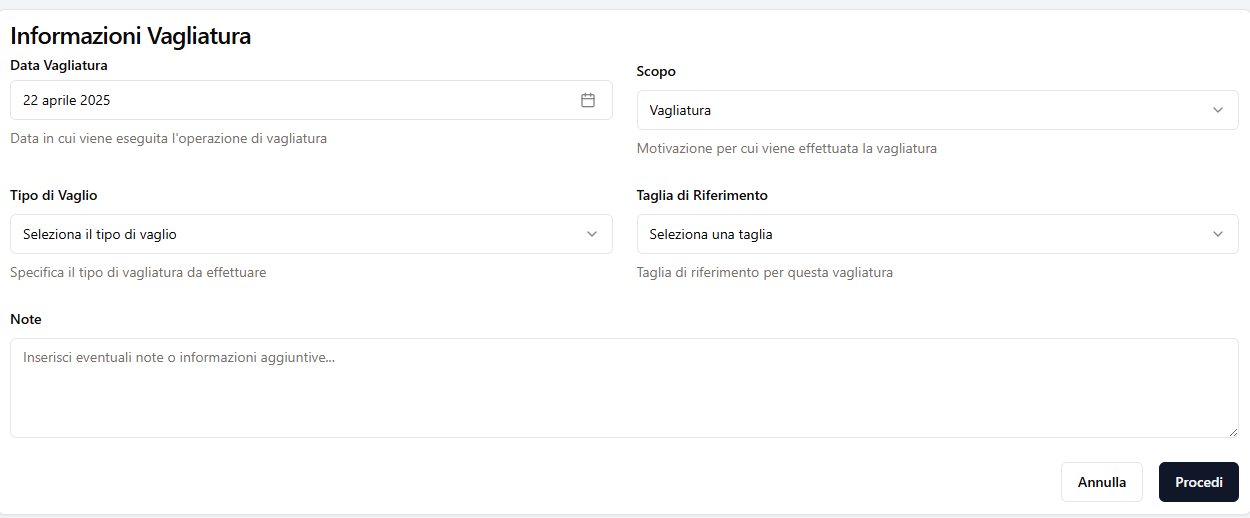 Informazioni Vagliatura
Data Vagliatura
22 aprile 2025
Data in cui viene eseguita l'operazione di vagliatura
Scopo
Vagliatura
Motivazione per cui viene effettuata la vagliatura
Tipo di Vaglio
Seleziona il tipo di vaglio
Specifica il tipo di vagliatura da effettuare
Taglia di Riferimento
Seleziona una taglia
Taglia di riferimento per questa vagliatura
Note
Inserisci eventuali note o informazioni aggiuntive...
Annulla
Procedi